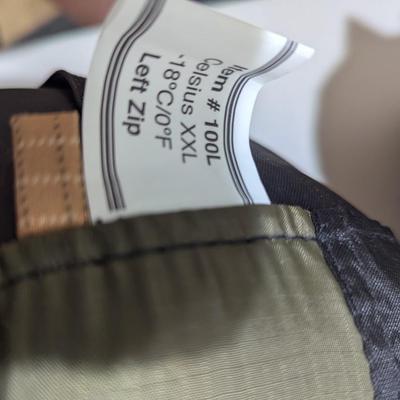 Item # 100L
Celsius XXL
-18°C/0°F
Left Zip